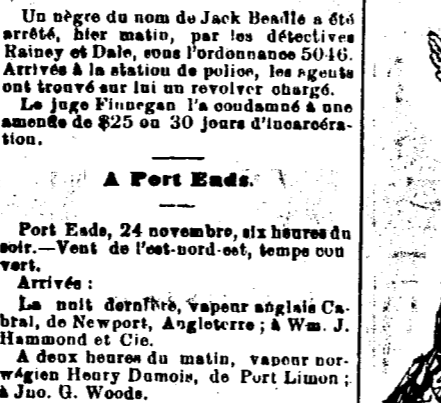 Un nègre du nom de Jack Beadle a été
arrêté, hier matin, par les détectives
Rainey et Dale, sous l'ordonnance 5046.
Arrivés à la station de police, les agents
ont trouvé sur lui un revolver chargé.
Le juge Finnegan l'a condamné à une
amende de $25 ou 30 jours d'incarcéra-
tion.
A Port Eads.
Port Eads, 24 novembre, six heures du
soir.—Vent de l'est-nord-est, temps cou
vert.
Arrivés :
La nuit dernière, vapeur anglais Ca-
bral, de Newport, Angleterre ; à Wm. J.
Hammond et Cie.
A deux heures du matin, vapeur nor-
wégien Henry Dumois, de Port Limon ;
à Jno. G. Woods.